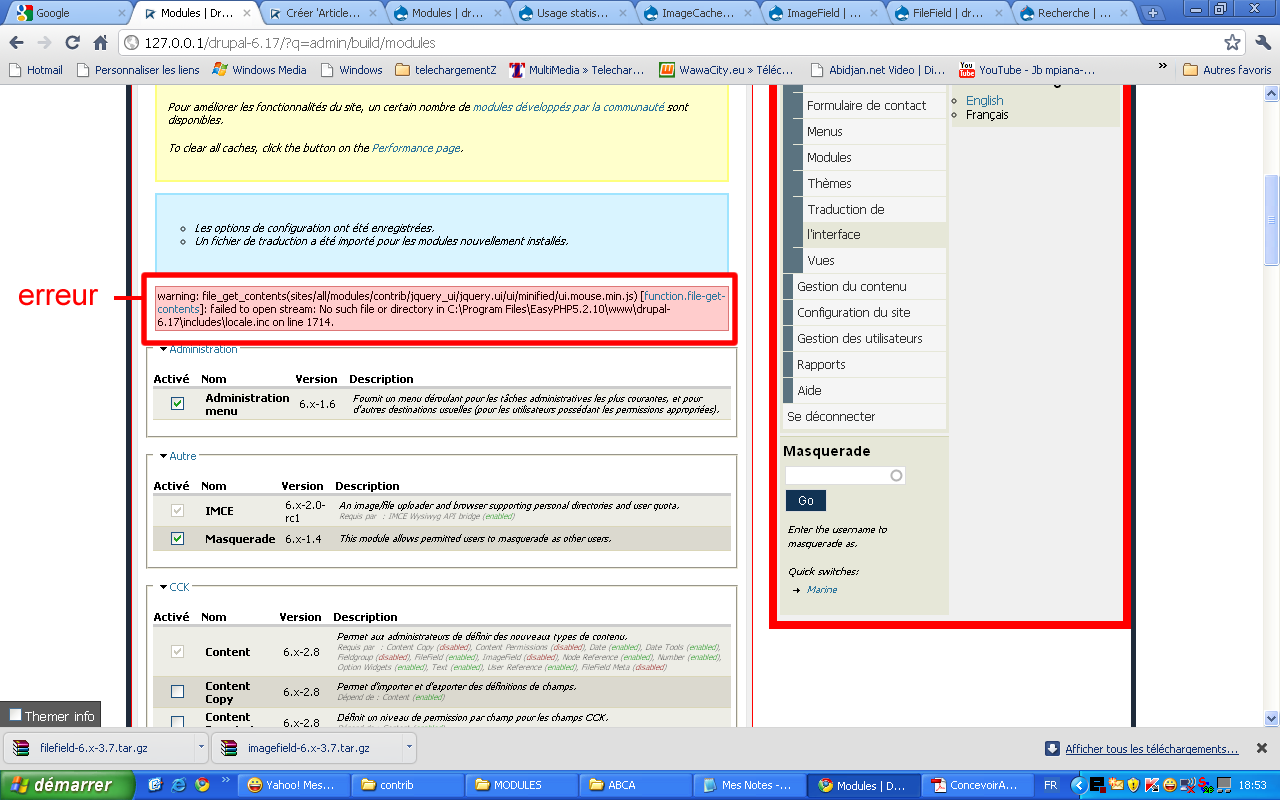 Google
Modules | Dr...
Créer 'Article...
Modules | dr...
Usage statis...
ImageCache...
ImageField | ...
FileField | dr...
Recherche | ...
127.0.0.1/drupal-6.17/?q=admin/build/modules
Hotmail
Personnaliser les liens
Windows Media
Windows
telechargementZ
MultiMedia » Telechar...
WawaCity.eu » Téléc...
Abidjan.net Video | Di...
YouTube - Jb mpiana-...
»
Autres favoris
Pour améliorer les fonctionnalités du site, un certain nombre de modules développés par la communauté sont
disponibles.
To clear all caches, click the button on the Performance page.
Les options de configuration ont été enregistrées.
Un fichier de traduction a été importé pour les modules nouvellement installés.
erreur
warning: file_get_contents(sites/all/modules/contrib/jquery_ui/jquery.ui/ui/minified/ui.mouse.min.js) [function.file-get-
contents]: failed to open stream: No such file or directory in C:\Program Files\EasyPHP5.2.10\www\drupal-
6.17\includes\locale.inc on line 1714.
Administration
Activé Nom Version Description
Administration
menu
6.x-1.6
Fournit un menu déroulant pour les tâches administratives les plus courantes, et pour
d'autres destinations usuelles (pour les utilisateurs possédant les permissions appropriées).
Autre
Activé Nom Version Description
IMCE
6.x-2.0-
rc1
An image/file uploader and browser supporting personal directories and user quota.
Requis par : IMCE Wysiwyg API bridge (enabled)
Masquerade 6.x-1.4 This module allows permitted users to masquerade as other users.
CCK
Activé Nom Version Description
Content 6.x-2.8
Permet aux administrateurs de définir des nouveaux types de contenu.
Requis par : Content Copy (disabled), Content Permissions (disabled), Date (enabled), Date Tools (enabled),
Fieldgroup (disabled), FileField (enabled), ImageField (disabled), Node Reference (enabled), Number (enabled),
Option Widgets (enabled), Text (enabled), User Reference (enabled), FileField Meta (disabled)
Content
Copy
6.x-2.8
Permet d'importer et d'exporter des définitions de champs.
Dépend de : Content (enabled)
Content
6.x-2.8
Définit un niveau de permission par champ pour les champs CCK.
Formulaire de contact
Menus
Modules
Thèmes
Traduction de
l'interface
Vues
Gestion du contenu
Configuration du site
Gestion des utilisateurs
Rapports
Aide
Se déconnecter
English
Français
Masquerade
Go
Enter the username to
masquerade as.
Quick switches:
Marine
Themer info
filefield-6.x-3.7.tar.gz
imagefield-6.x-3.7.tar.gz
Afficher tous les téléchargements...
démarrer
»
Yahoo! Mes...
contrib
MODULES
ABCA
Mes Notes -...
Modules | D...
ConcevoirA...
FR
18:53